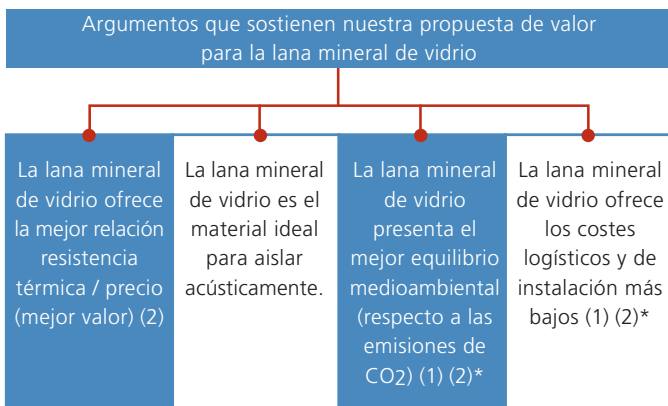 Argumentos que sostienen nuestra propuesta de valor
para la lana mineral de vidrio
La lana mineral
de vidrio ofrece
la mejor relación
resistencia
térmica / precio
(mejor valor) (2)
La lana mineral
de vidrio es el
material ideal
para aislar
acústicamente.
La lana mineral
de vidrio
presenta el
mejor equilibrio
medioambiental
(respecto a las
emisiones de
CO2) (1) (2)*
La lana mineral
de vidrio ofrece
los costes
logísticos y de
instalación más
bajos (1) (2)*